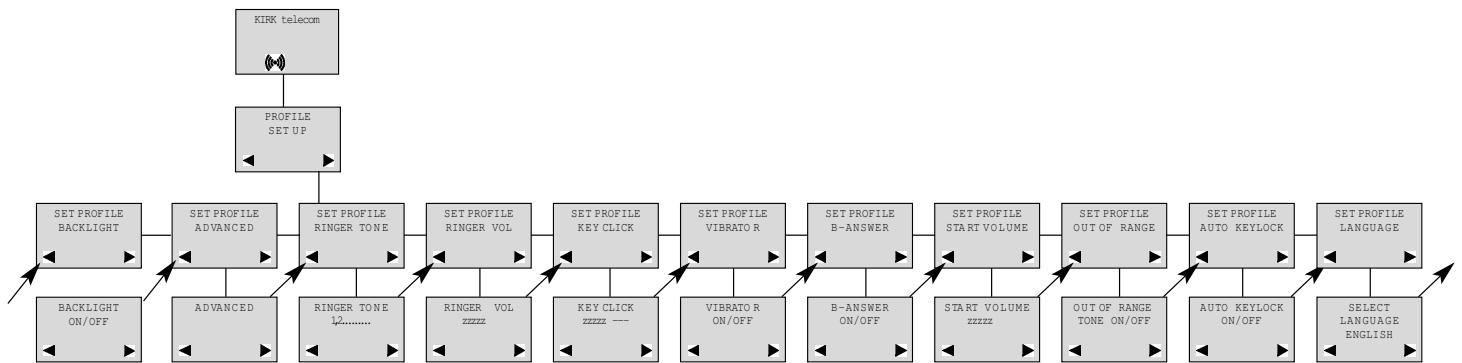 KIRK telecom
PROFILE
SET UP
SET PROFILE
BACKLIGHT
SET PROFILE
ADVANCED
SET PROFILE
RINGER TONE
SET PROFILE
RINGER VOL
SET PROFILE
KEY CLICK
SET PROFILE
VIBRATOR
SET PROFILE
B-ANSWER
SET PROFILE
START VOLUME
SET PROFILE
OUT OF RANGE
SET PROFILE
AUTO KEYLOCK
SET PROFILE
LANGUAGE
BACKLIGHT
ON/OFF
ADVANCED
RINGER TONE
1,2.........
RINGER VOL
zzzzz
KEY CLICK
zzzzz ---
VIBRATOR
ON/OFF
B-ANSWER
ON/OFF
START VOLUME
zzzzz
OUT OF RANGE
TONE ON/OFF
AUTO KEYLOCK
ON/OFF
SELECT
LANGUAGE
ENGLISH